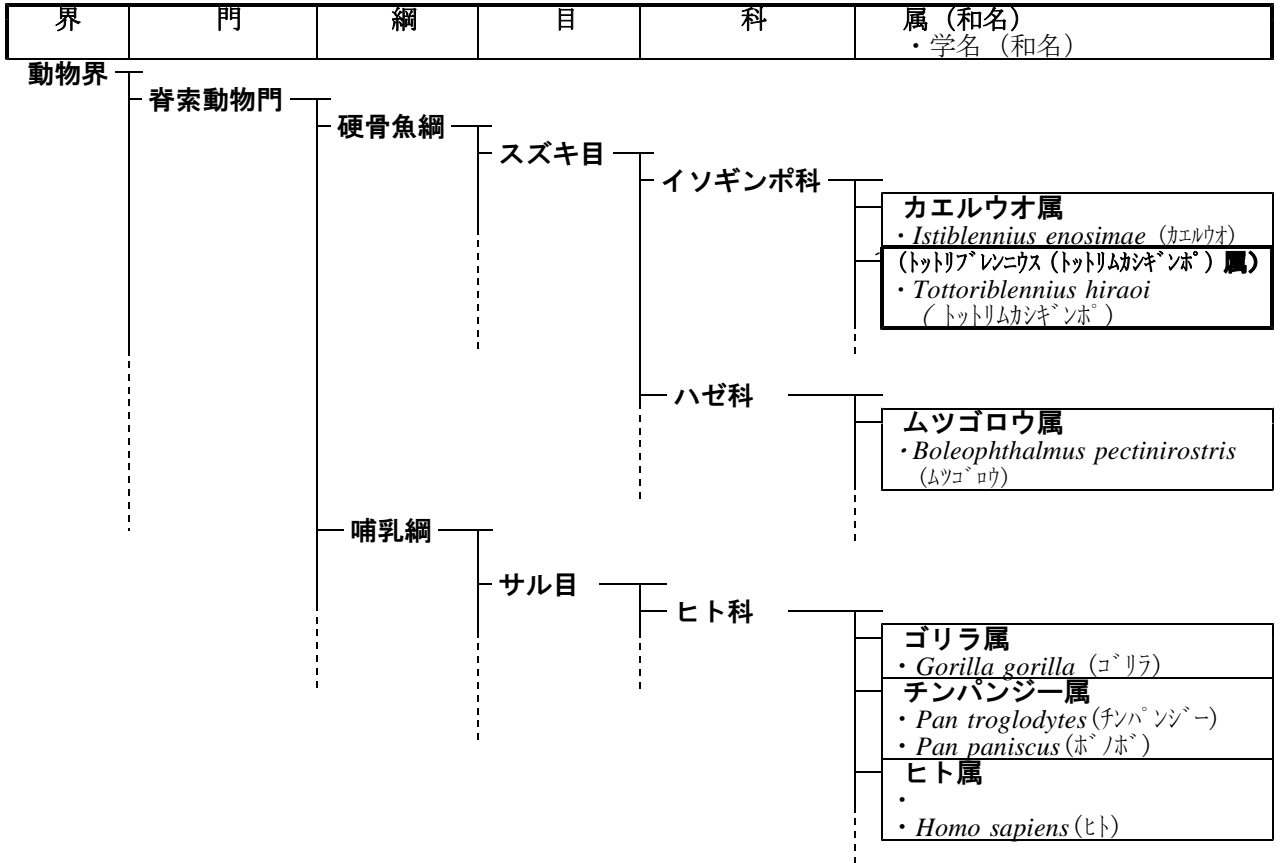 界 門 綱 目 科 属（和名）
・学名（和名）
動物界
脊索動物門
硬骨魚綱
スズキ目
イソギンポ科
カエルウオ属
・Istiblennius enosimae（ｶｴﾙｳｵ）
（ﾄｯﾄﾘﾌﾞﾚﾝﾆｳｽ（ﾄｯﾄﾘﾑｶｼｷﾞﾝﾎﾟ）属）
・Tottoriblennius hiraoi
（ﾄｯﾄﾘﾑｶｼｷﾞﾝﾎﾟ）
ハゼ科
ムツゴロウ属
・Boleophthalmus pectinirostris
（ﾑﾂｺﾞﾛｳ）
哺乳綱
サル目
ヒト科
ゴリラ属
・Gorilla gorilla（ｺﾞﾘﾗ）
チンパンジー属
・Pan troglodytes（ﾁﾝﾊﾟﾝｼﾞｰ）
・Pan paniscus（ﾎﾞﾉﾎﾞ）
ヒト属
・
・Homo sapiens（ﾋﾄ）